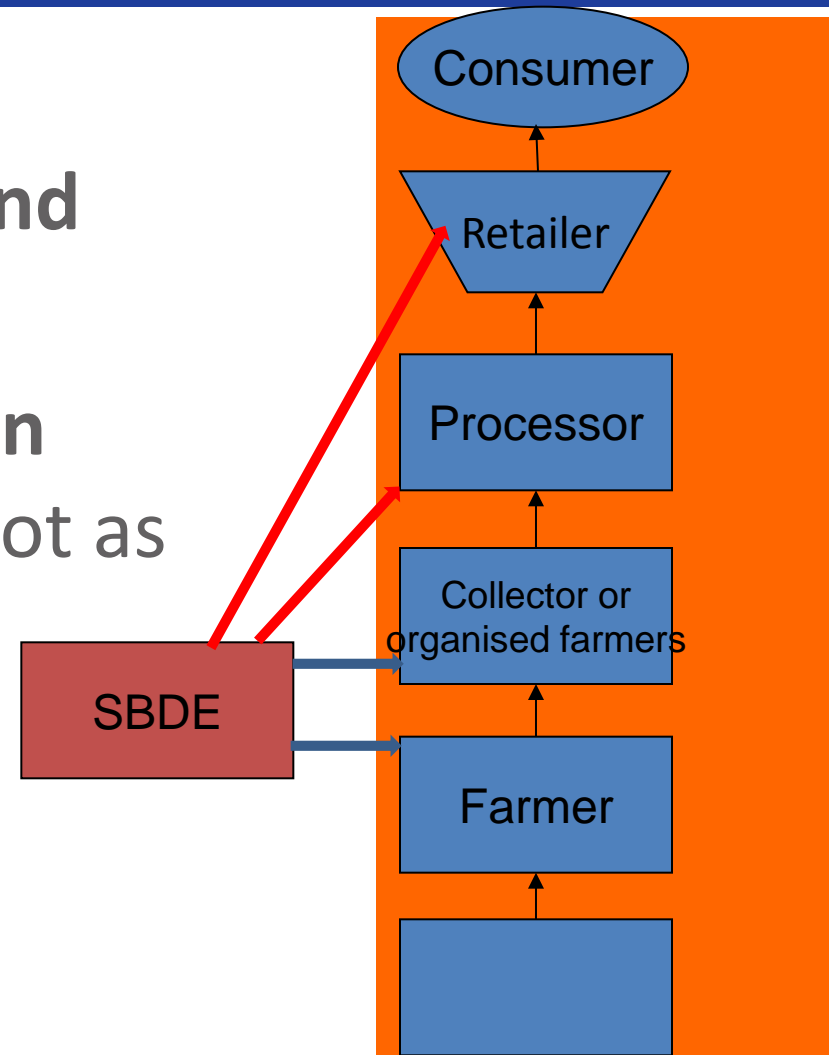 nd
n
ot as
Consumer
Retailer
Processor
Collector or
organised farmers
SBDE
Farmer